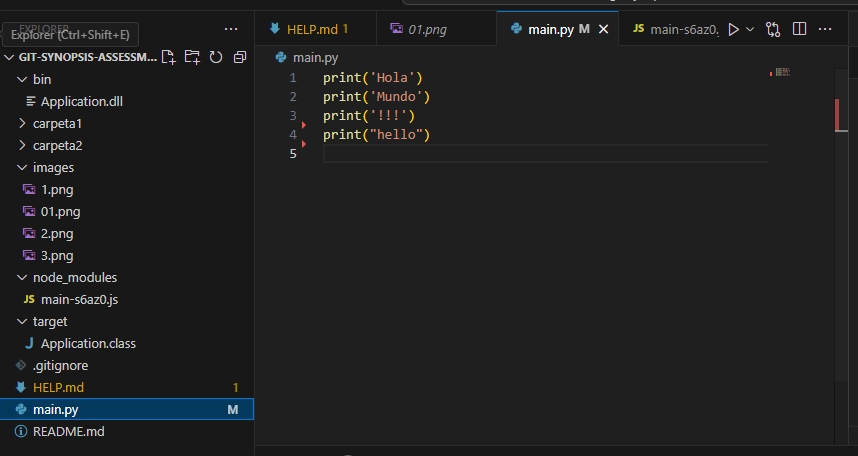 EXPLORER
Explorer (Ctrl+Shift+E)
GIT-SYNOPSIS-ASSESSM...
bin
Application.dll
carpeta1
carpeta2
images
1.png
01.png
2.png
3.png
node_modules
JS main-s6az0.js
target
J Application.class
.gitignore
HELP.md 1
main.py M
README.md
HELP.md 1
01.png
main.py M
JS main-s6az0.
main.py
1 print('Hola')
2 print('Mundo')
3 print('!!!')
4 print("hello")
5